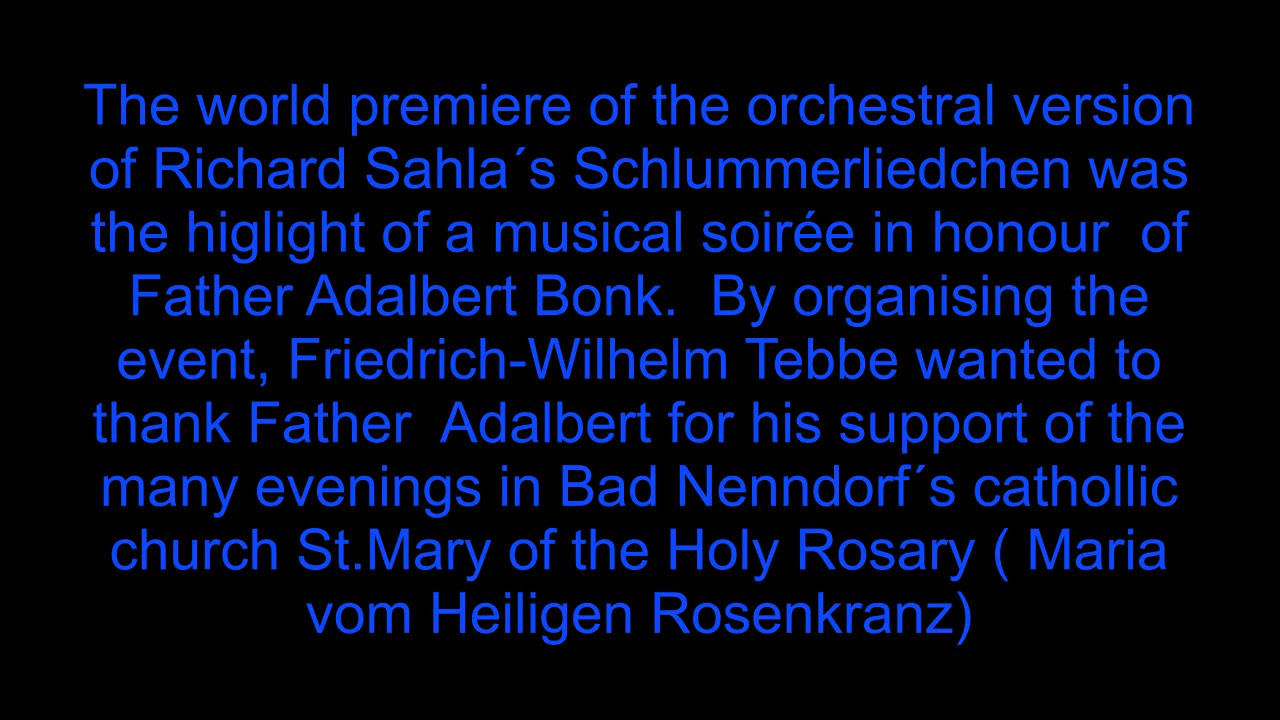 The world premiere of the orchestral version
of Richard Sahla´s Schlummerliedchen was
the higlight of a musical soirée in honour  of
Father Adalbert Bonk.  By organising the
event, Friedrich-Wilhelm Tebbe wanted to
thank Father  Adalbert for his support of the
many evenings in Bad Nenndorf´s cathollic
church St.Mary of the Holy Rosary ( Maria
vom Heiligen Rosenkranz)